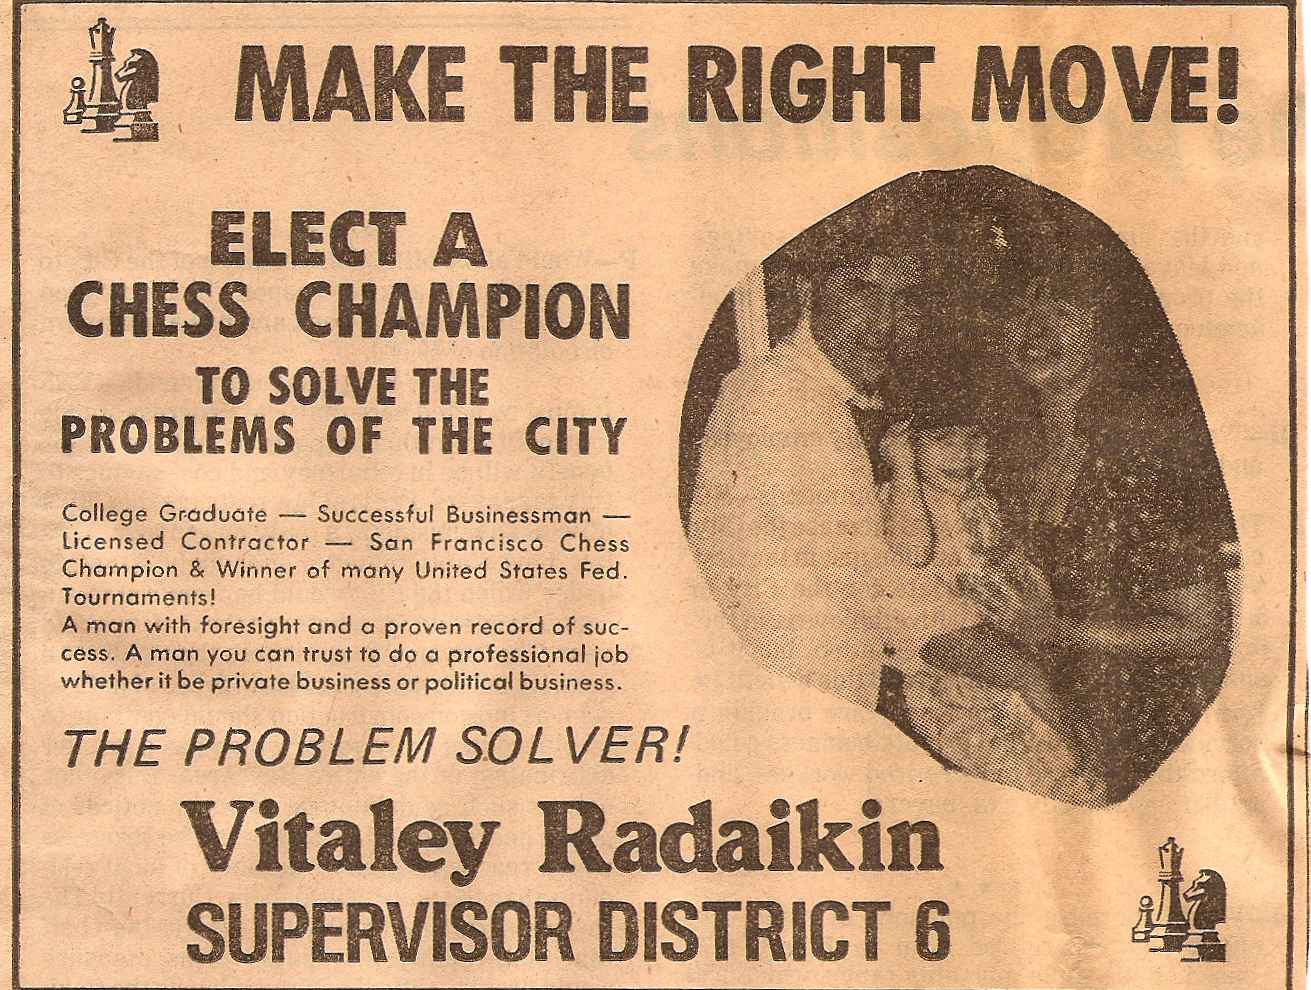 MAKE THE RIGHT MOVE!
ELECT A
CHESS CHAMPION
TO SOLVE THE
PROBLEMS OF THE CITY
College Graduate — Successful Businessman —
Licensed Contractor — San Francisco Chess
Champion & Winner of many United States Fed.
Tournaments!
A man with foresight and a proven record of suc-
cess. A man you can trust to do a professional job
whether it be private business or political business.
THE PROBLEM SOLVER!
Vitaley Radaikin
SUPERVISOR DISTRICT 6